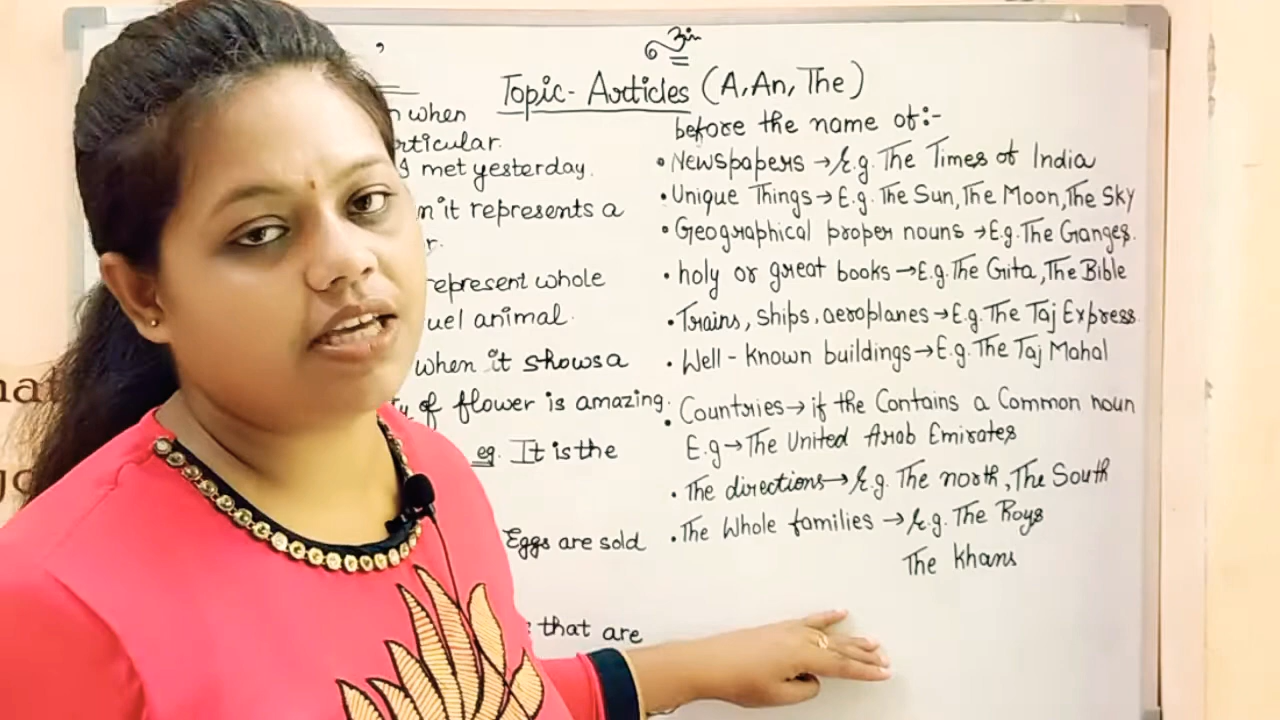 ॐ
Topic- Articles (A, An, The)
when
rticular.
I met yesterday.
n it represents a
r.
epresent whole
uel animal.
when it shows a
ty of flower is amazing.
eg. It is the
Eggs are sold
that are
before the name of:-
• Newspapers → E.g. The Times of India
• Unique Things → E.g. The Sun, The Moon, The Sky
• Geographical proper nouns → E.g. The Ganges.
• holy or great books → E.g. The Gita, The Bible
• Trains, ships, aeroplanes → E.g. The Taj Express
• Well - known buildings → E.g. The Taj Mahal
• Countries → if the Contains a Common noun
E.g → The United Arab Emirates
• The directions → E.g. The north, The South
• The Whole families → E.g. The Roys
The Khans